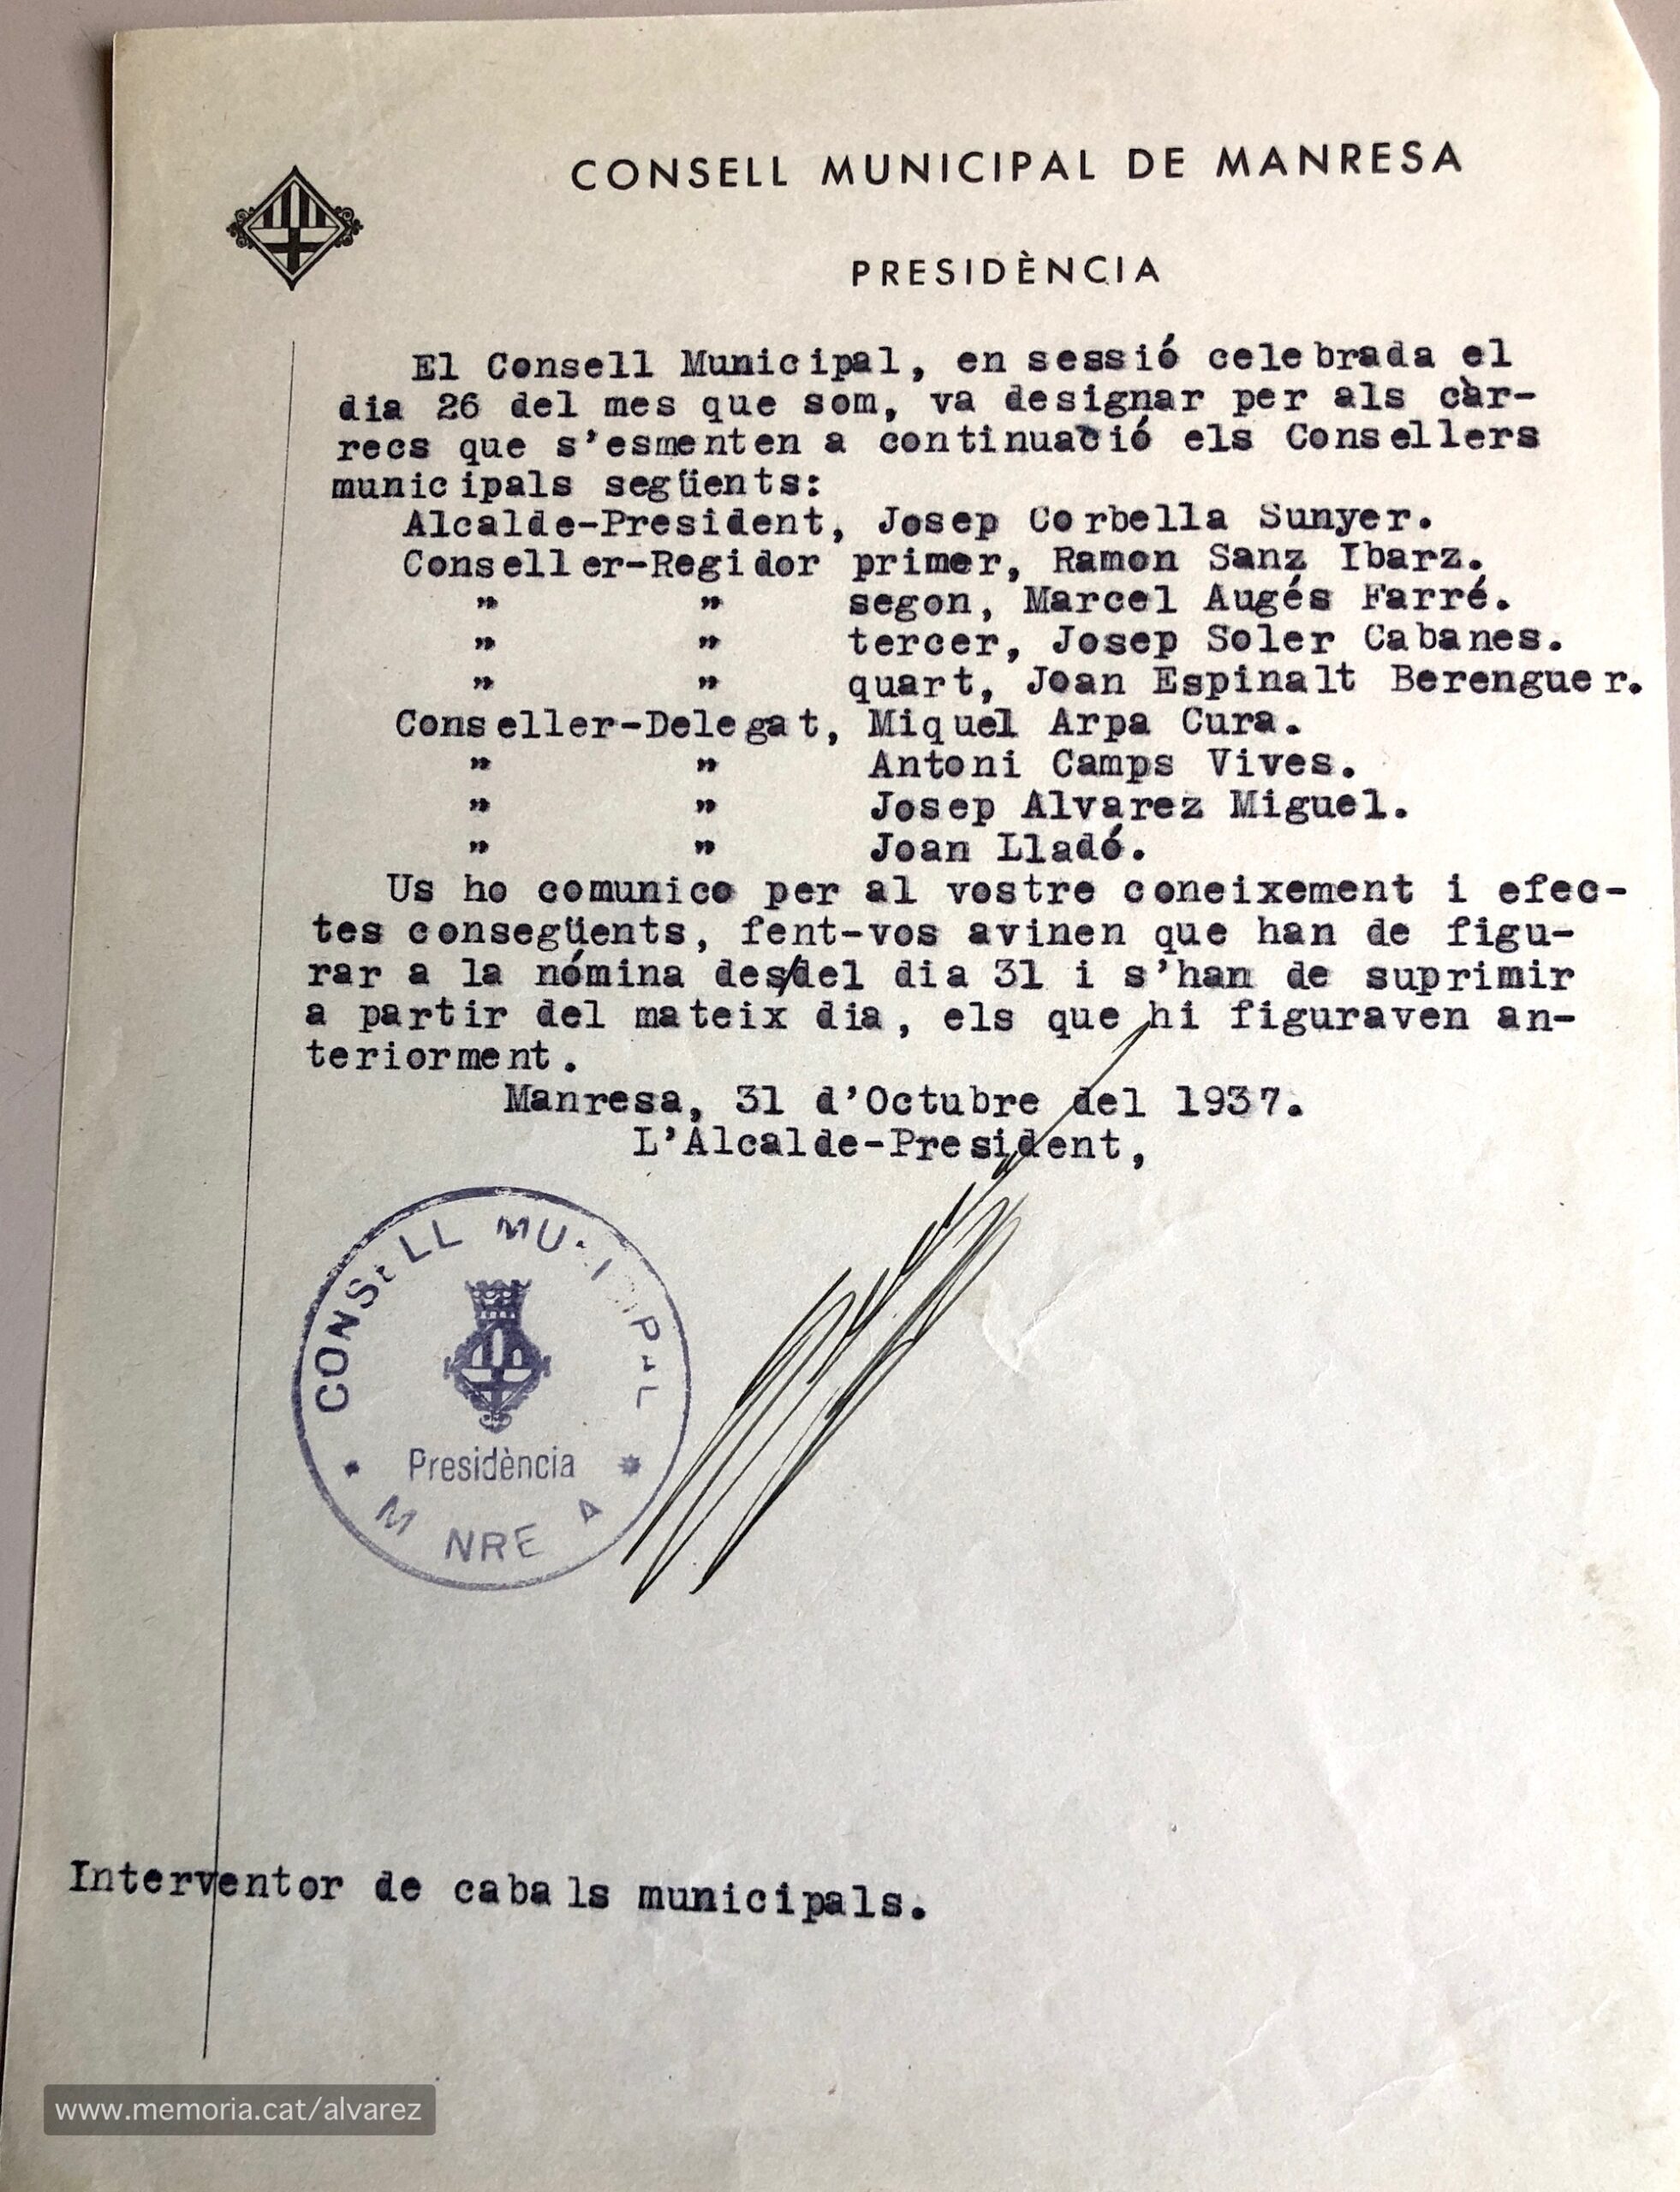 CONSELL MUNICIPAL DE MANRESA
PRESIDÈNCIA
El Consell Municipal, en sessió celebrada el
dia 26 del mes que som, va designar per als càr-
recs que s'esmenten a continuació els Consellers
municipals següents:
Alcalde-President, Josep Corbella Sunyer.
Conseller-Regidor primer, Ramon Sanz Ibarz.
" " segon, Marcel Augés Farré.
" " tercer, Josep Soler Cabanes.
" " quart, Joan Espinalt Berenguer.
Conseller-Delegat, Miquel Arpa Cura.
" " Antoni Camps Vives.
" " Josep Alvarez Miguel.
" " Joan Lladó.
Us ho comunico per al vostre coneixement i efec-
tes consegüents, fent-vos avinen que han de figu-
rar a la nómina des/del dia 31 i s'han de suprimir
a partir del mateix dia, els que hi figuraven an-
teriorment.
Manresa, 31 d'Octubre del 1937.
L'Alcalde-President,
CONSELL MUNICIPAL
Presidència
MANRESA
Interventor de cabals municipals.
www.memoria.cat/alvarez